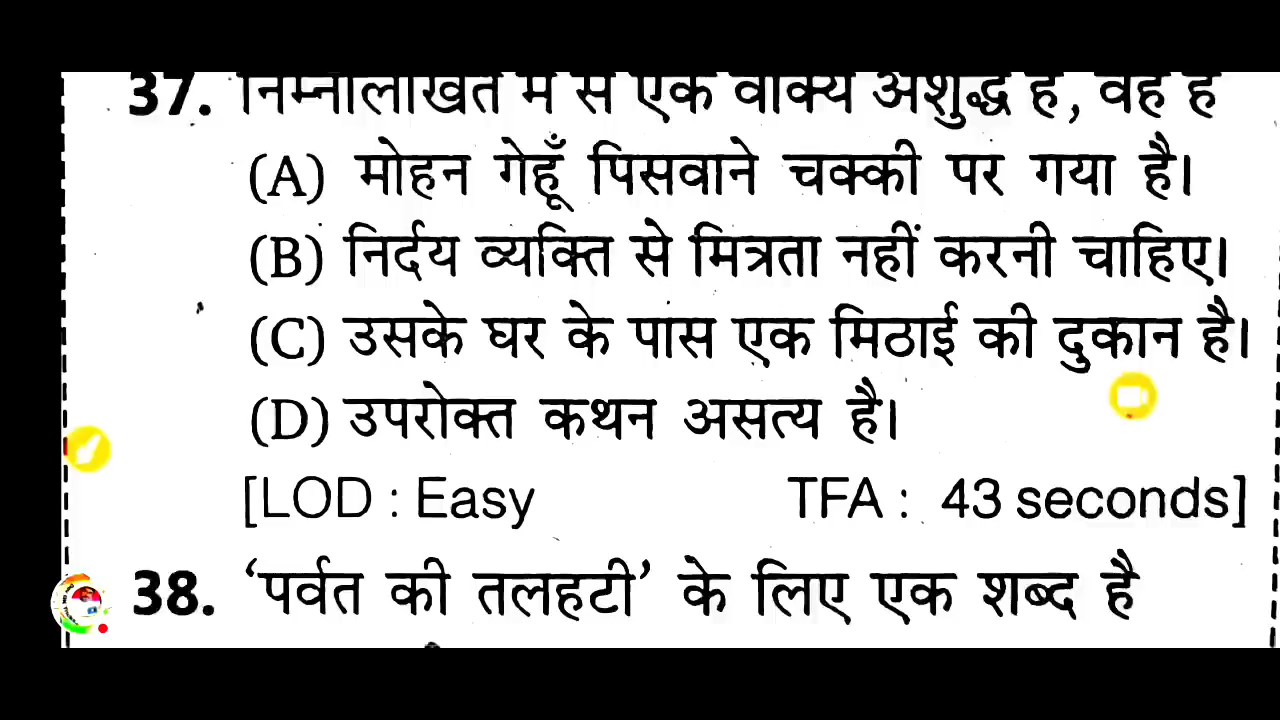 37. निम्नलिखित में से एक वाक्य अशुद्ध है, वह है
(A) मोहन गेहूँ पिसवाने चक्की पर गया है।
(B) निर्दय व्यक्ति से मित्रता नहीं करनी चाहिए।
(C) उसके घर के पास एक मिठाई की दुकान है।
(D) उपरोक्त कथन असत्य है।
[LOD : Easy TFA : 43 seconds]
38. ‘पर्वत की तलहटी’ के लिए एक शब्द है